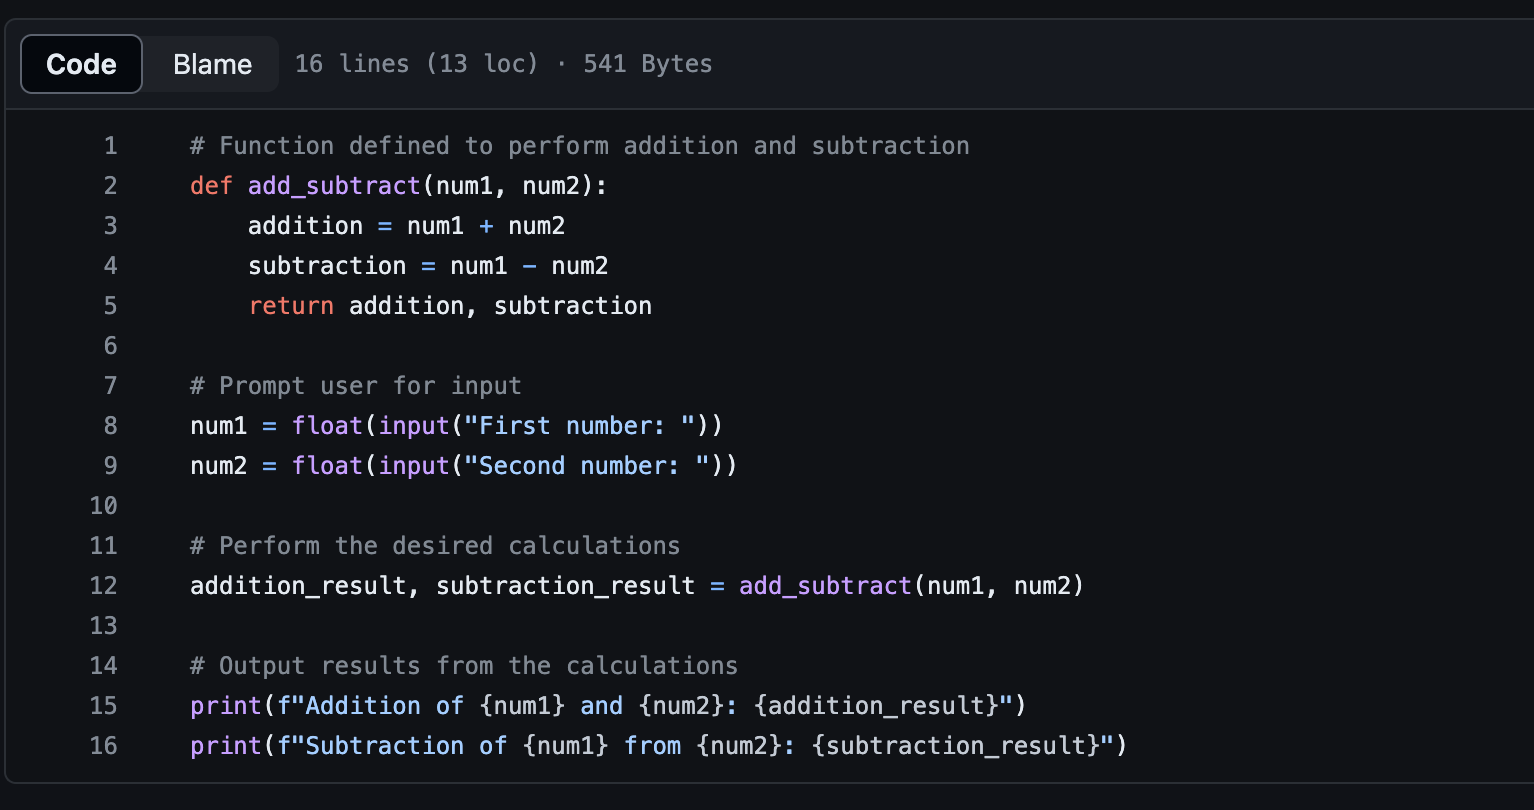 Code Blame 16 lines (13 loc) · 541 Bytes
1 # Function defined to perform addition and subtraction
2 def add_subtract(num1, num2):
3     addition = num1 + num2
4     subtraction = num1 - num2
5     return addition, subtraction
6
7 # Prompt user for input
8 num1 = float(input("First number: "))
9 num2 = float(input("Second number: "))
10
11 # Perform the desired calculations
12 addition_result, subtraction_result = add_subtract(num1, num2)
13
14 # Output results from the calculations
15 print(f"Addition of {num1} and {num2}: {addition_result}")
16 print(f"Subtraction of {num1} from {num2}: {subtraction_result}")